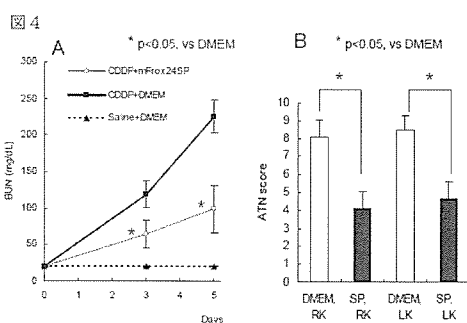 図4
A
* p<0.05, vs DMEM
CDDP+mFrox24SP
CDDP+DMEM
Saline+DMEM
BUN (mg/dL)
300
250
200
150
100
50
0
*
*
0 1 2 3 4 5
Days
B
* p<0.05, vs DMEM
*
*
ATN score
10
9
8
7
6
5
4
3
2
1
0
DMEM, RK
SP, RK
DMEM, LK
SP, LK